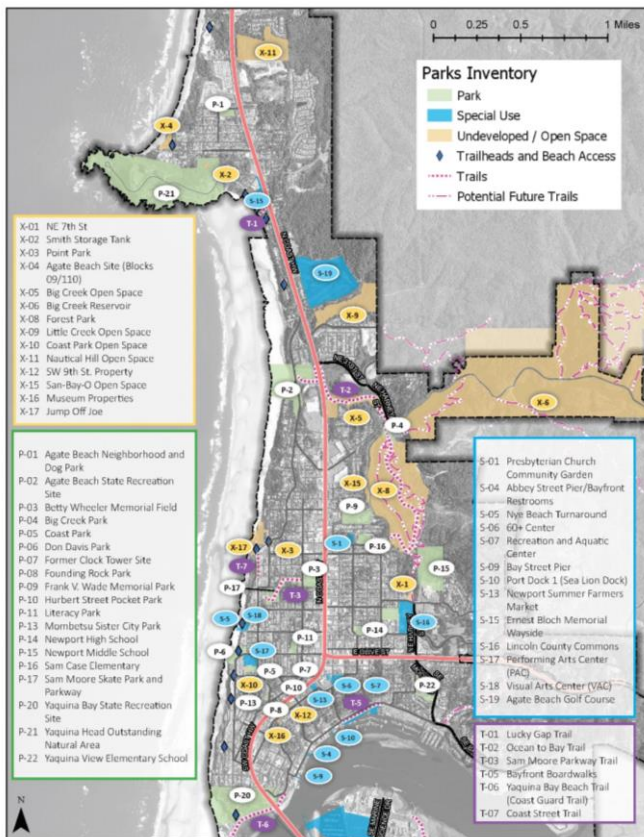 0 0.25 0.5 1 Miles
Parks Inventory
Park
Special Use
Undeveloped / Open Space
Trailheads and Beach Access
Trails
Potential Future Trails
X-11
P-1
X-4
X-2
P-21
S-15
T-1
S-19
X-9
P-2
T-2
X-5
P-4
X-6
X-15
X-8
P-9
X-17
X-3
S-1
P-16
T-7
P-3
X-1
P-15
P-17
T-3
S-5
S-18
P-14
S-16
P-6
S-17
P-11
P-5
P-7
X-10
P-10
S-6
S-7
P-22
P-13
S-13
P-8
X-12
T-5
X-16
S-10
S-4
S-9
P-20
T-6
N
X-01 NE 7th St
X-02 Smith Storage Tank
X-03 Point Park
X-04 Agate Beach Site (Blocks
09/110)
X-05 Big Creek Open Space
X-06 Big Creek Reservoir
X-08 Forest Park
X-09 Little Creek Open Space
X-10 Coast Park Open Space
X-11 Nautical Hill Open Space
X-12 SW 9th St. Property
X-15 San-Bay-O Open Space
X-16 Museum Properties
X-17 Jump Off Joe
P-01 Agate Beach Neighborhood and
Dog Park
P-02 Agate Beach State Recreation
Site
P-03 Betty Wheeler Memorial Field
P-04 Big Creek Park
P-05 Coast Park
P-06 Don Davis Park
P-07 Former Clock Tower Site
P-08 Founding Rock Park
P-09 Frank V. Wade Memorial Park
P-10 Hurbert Street Pocket Park
P-11 Literacy Park
P-13 Mombetsu Sister City Park
P-14 Newport High School
P-15 Newport Middle School
P-16 Sam Case Elementary
P-17 Sam Moore Skate Park and
Parkway
P-20 Yaquina Bay State Recreation
Site
P-21 Yaquina Head Outstanding
Natural Area
P-22 Yaquina View Elementary School
S-01 Presbyterian Church
Community Garden
S-04 Abbey Street Pier/Bayfront
Restrooms
S-05 Nye Beach Turnaround
S-06 60+ Center
S-07 Recreation and Aquatic
Center
S-09 Bay Street Pier
S-10 Port Dock 1 (Sea Lion Dock)
S-13 Newport Summer Farmers
Market
S-15 Ernest Bloch Memorial
Wayside
S-16 Lincoln County Commons
S-17 Performing Arts Center
(PAC)
S-18 Visual Arts Center (VAC)
S-19 Agate Beach Golf Course
T-01 Lucky Gap Trail
T-02 Ocean to Bay Trail
T-03 Sam Moore Parkway Trail
T-05 Bayfront Boardwalks
T-06 Yaquina Bay Beach Trail
(Coast Guard Trail)
T-07 Coast Street Trail